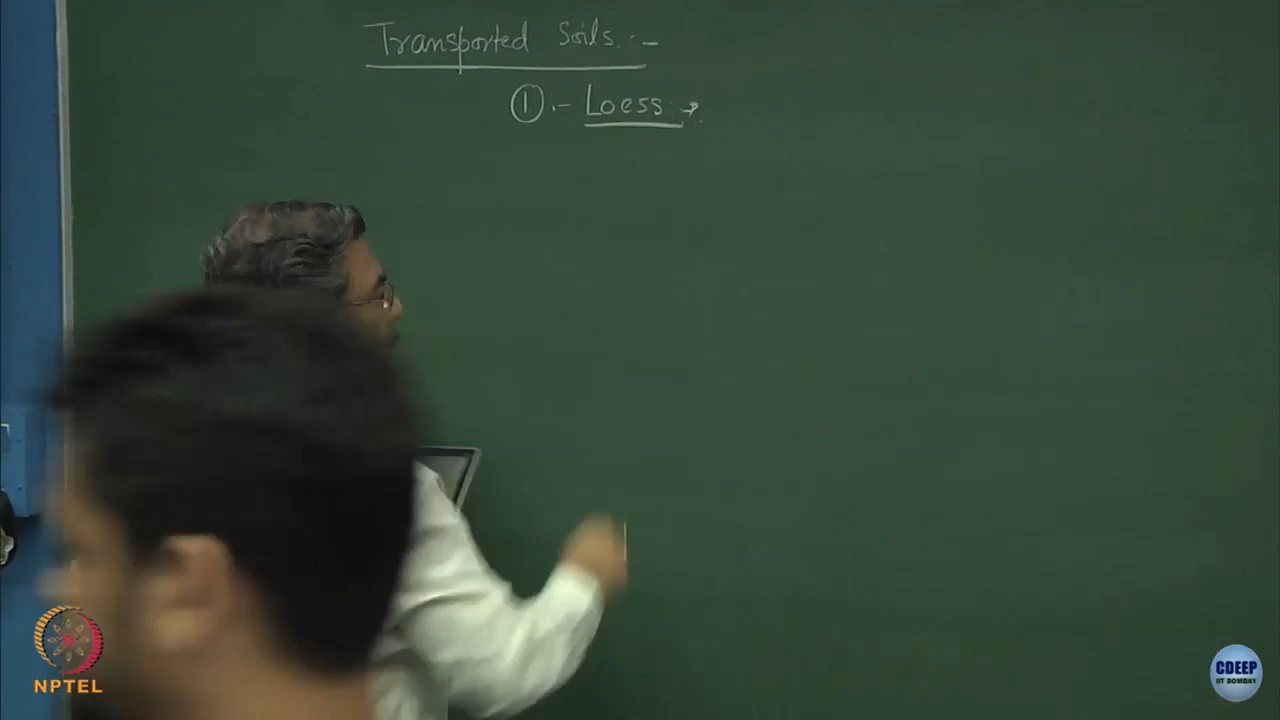 Transported Soils :-
① :- Loess →
NPTEL
CDEEP
IIT BOMBAY